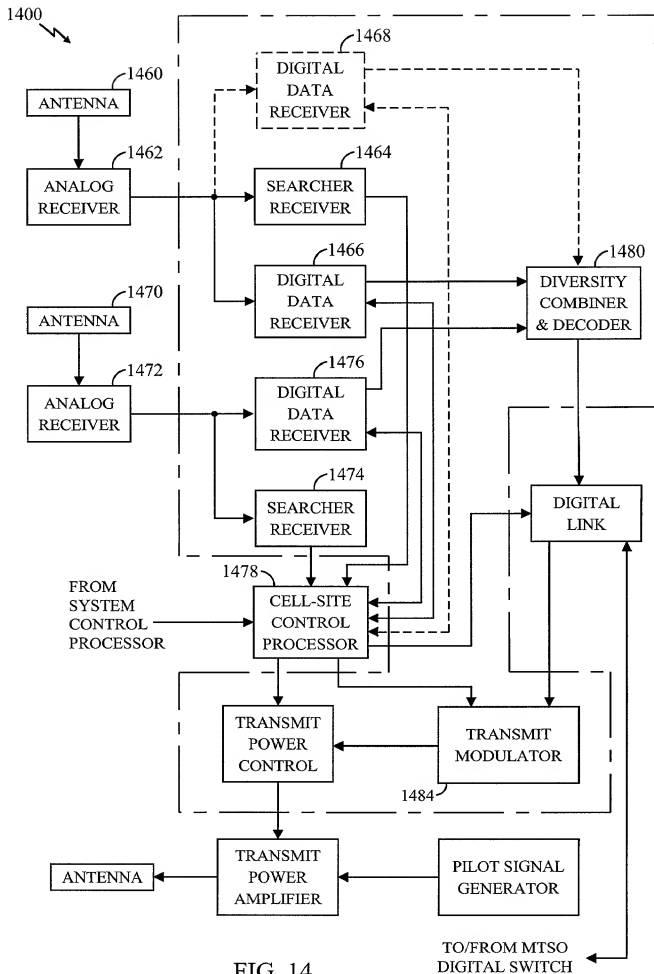 1400
1468
DIGITAL
DATA
RECEIVER
1460
ANTENNA
1462
ANALOG
RECEIVER
1464
SEARCHER
RECEIVER
1466
DIGITAL
DATA
RECEIVER
1480
DIVERSITY
COMBINER
& DECODER
1470
ANTENNA
1472
ANALOG
RECEIVER
1476
DIGITAL
DATA
RECEIVER
1474
SEARCHER
RECEIVER
DIGITAL
LINK
1478
CELL-SITE
CONTROL
PROCESSOR
FROM
SYSTEM
CONTROL
PROCESSOR
TRANSMIT
POWER
CONTROL
TRANSMIT
MODULATOR
1484
ANTENNA
TRANSMIT
POWER
AMPLIFIER
PILOT SIGNAL
GENERATOR
FIG. 14
TO/FROM MTSO
DIGITAL SWITCH